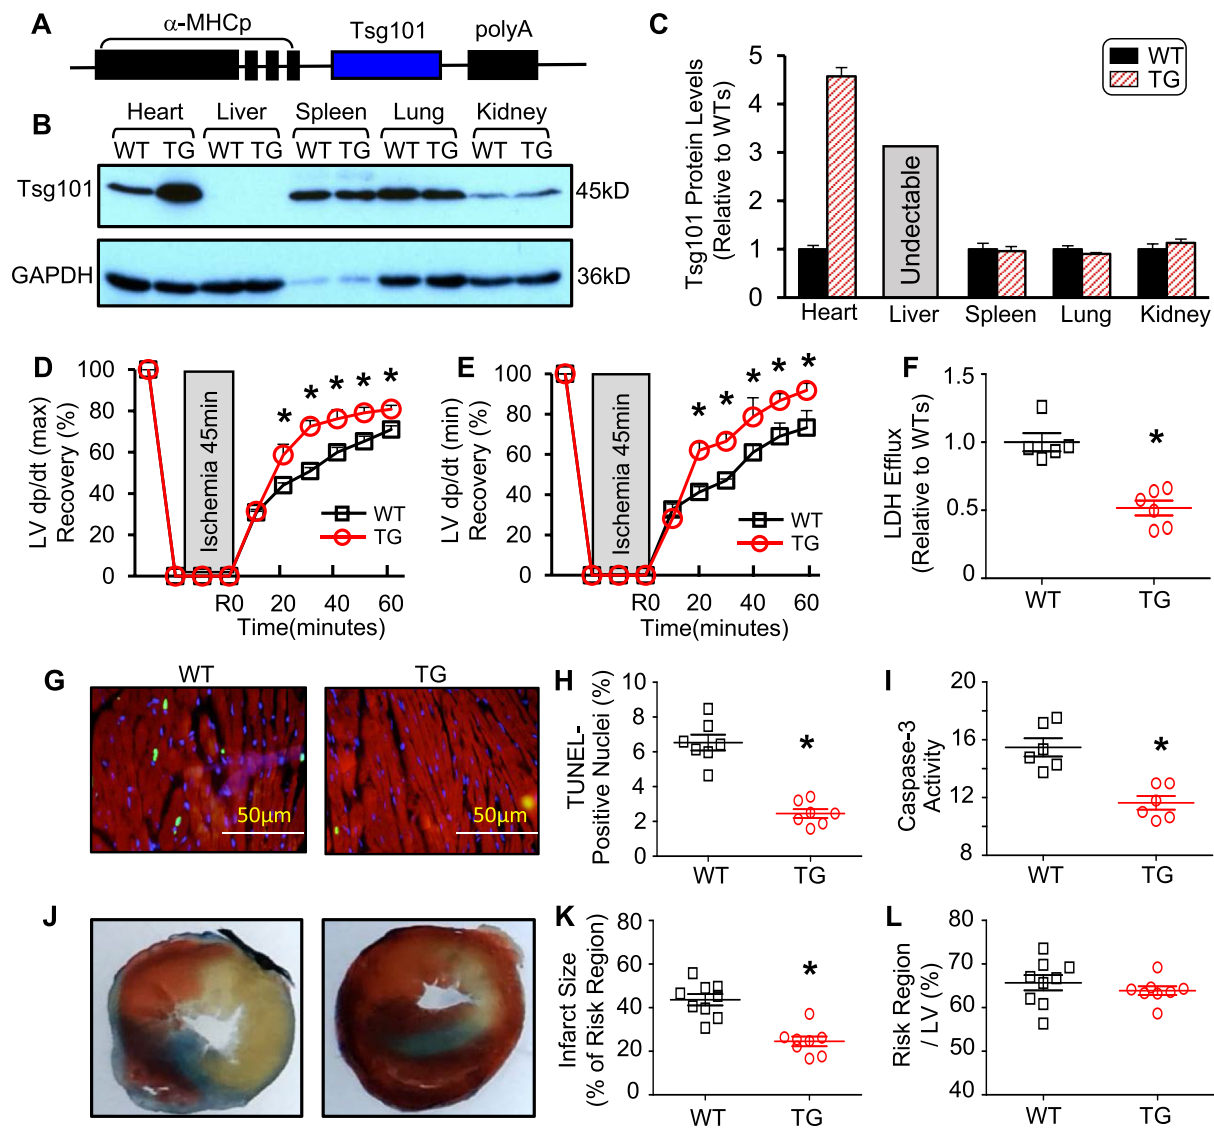 A
α-MHCp
Tsg101
polyA
B
Heart Liver Spleen Lung Kidney
WT TG WT TG WT TG WT TG WT TG
Tsg101
45kD
GAPDH
36kD
C
Tsg101 Protein Levels
(Relative to WTs)
5
4
3
2
1
0
WT
TG
Undectable
Heart Liver Spleen Lung Kidney
D
LV dp/dt (max)
Recovery (%)
100
80
60
40
20
0
Ischemia 45min
* * * * *
WT
TG
R0 20 40 60
Time(minutes)
E
LV dp/dt (min)
Recovery (%)
100
80
60
40
20
0
Ischemia 45min
* * * * *
WT
TG
R0 20 40 60
Time(minutes)
F
LDH Efflux
(Relative to WTs)
1.5
1.0
0.5
0
*
WT TG
G
WT TG
50μm
50μm
H
TUNEL-
Positive Nuclei (%)
10
8
6
4
2
0
*
WT TG
I
Caspase-3
Activity
20
16
12
8
*
WT TG
J
K
Infarct Size
(% of Risk Region)
80
60
40
20
0
*
WT TG
L
Risk Region
/ LV (%)
80
70
60
50
40
WT TG